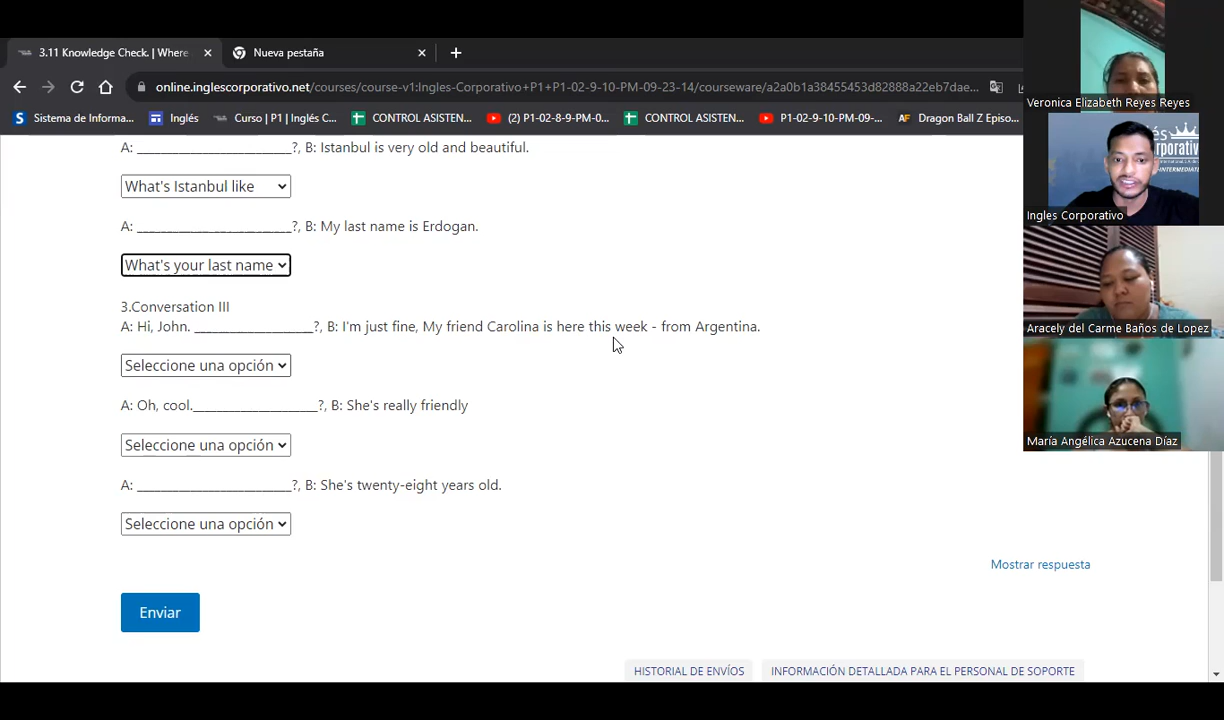 3.11 Knowledge Check. | Where
Nueva pestaña
online.inglescorporativo.net/courses/course-v1:Ingles-Corporativo+P1+P1-02-9-10-PM-09-23-14/courseware/a2a0b1a38455453d82888a22eb7dae...
Sistema de Informa...
Inglés
Curso | P1 | Inglés C...
CONTROL ASISTEN...
(2) P1-02-8-9-PM-0...
CONTROL ASISTEN...
P1-02-9-10-PM-09-...
Dragon Ball Z Episo...
A: ________________________?, B: Istanbul is very old and beautiful.
What's Istanbul like
A: ________________________?, B: My last name is Erdogan.
What's your last name
3.Conversation III
A: Hi, John. __________________?, B: I'm just fine, My friend Carolina is here this week - from Argentina.
Seleccione una opción
A: Oh, cool.___________________?, B: She's really friendly
Seleccione una opción
A: ________________________?, B: She's twenty-eight years old.
Seleccione una opción
Mostrar respuesta
Enviar
HISTORIAL DE ENVÍOS
INFORMACIÓN DETALLADA PARA EL PERSONAL DE SOPORTE
Veronica Elizabeth Reyes Reyes
INTERMEDIATE
Ingles Corporativo
Aracely del Carme Baños de Lopez
María Angélica Azucena Díaz